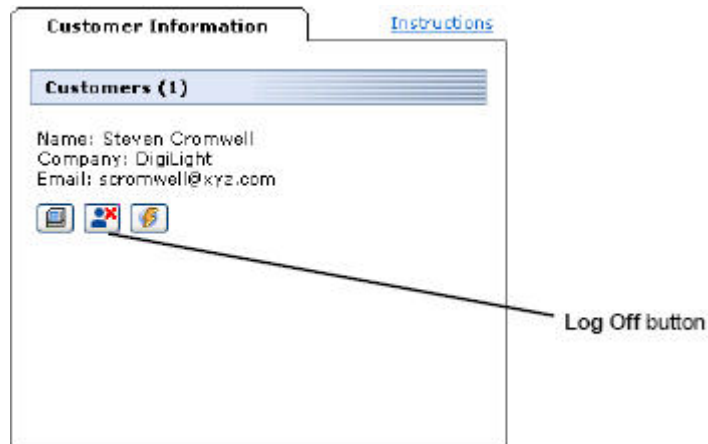 Customer Information
Instructions
Customers (1)
Name: Steven Cromwell
Company: DigiLight
Email: scromwell@xyz.com
Log Off button